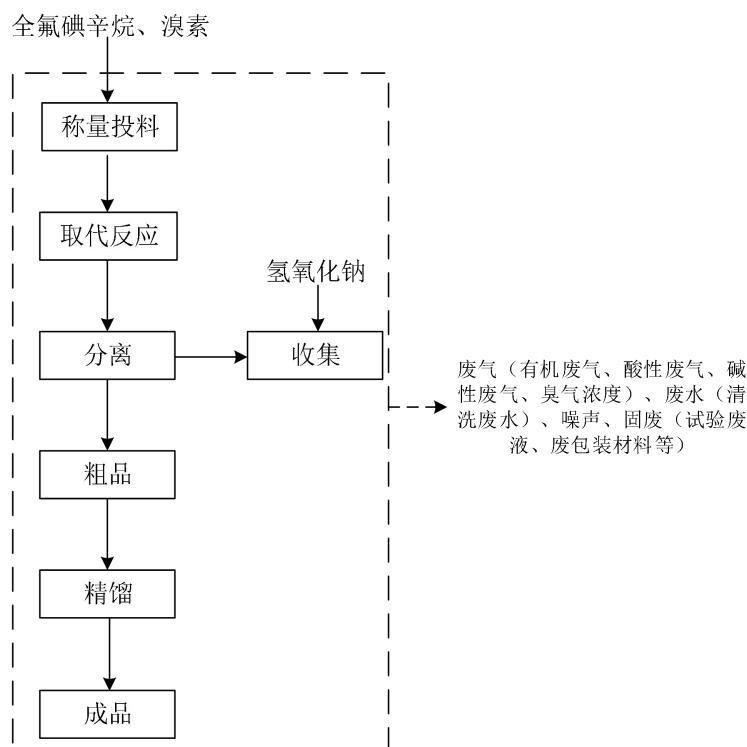 全氟碘辛烷、溴素
称量投料
取代反应
氢氧化钠
分离
收集
废气（有机废气、酸性废气、碱
性废气、臭气浓度）、废水（清
洗废水）、噪声、固废（试验废
液、废包装材料等）
粗品
精馏
成品